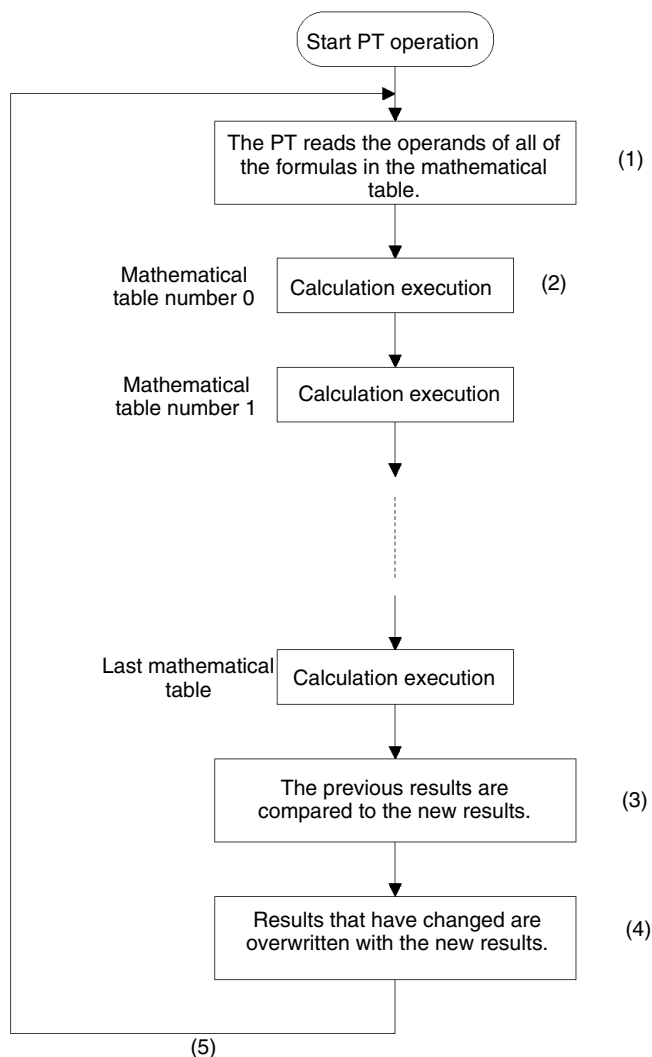 Start PT operation
The PT reads the operands of all of
the formulas in the mathematical
table.
(1)
Mathematical
table number 0
Calculation execution
(2)
Mathematical
table number 1
Calculation execution
Last mathematical
table
Calculation execution
The previous results are
compared to the new results.
(3)
Results that have changed are
overwritten with the new results.
(4)
(5)